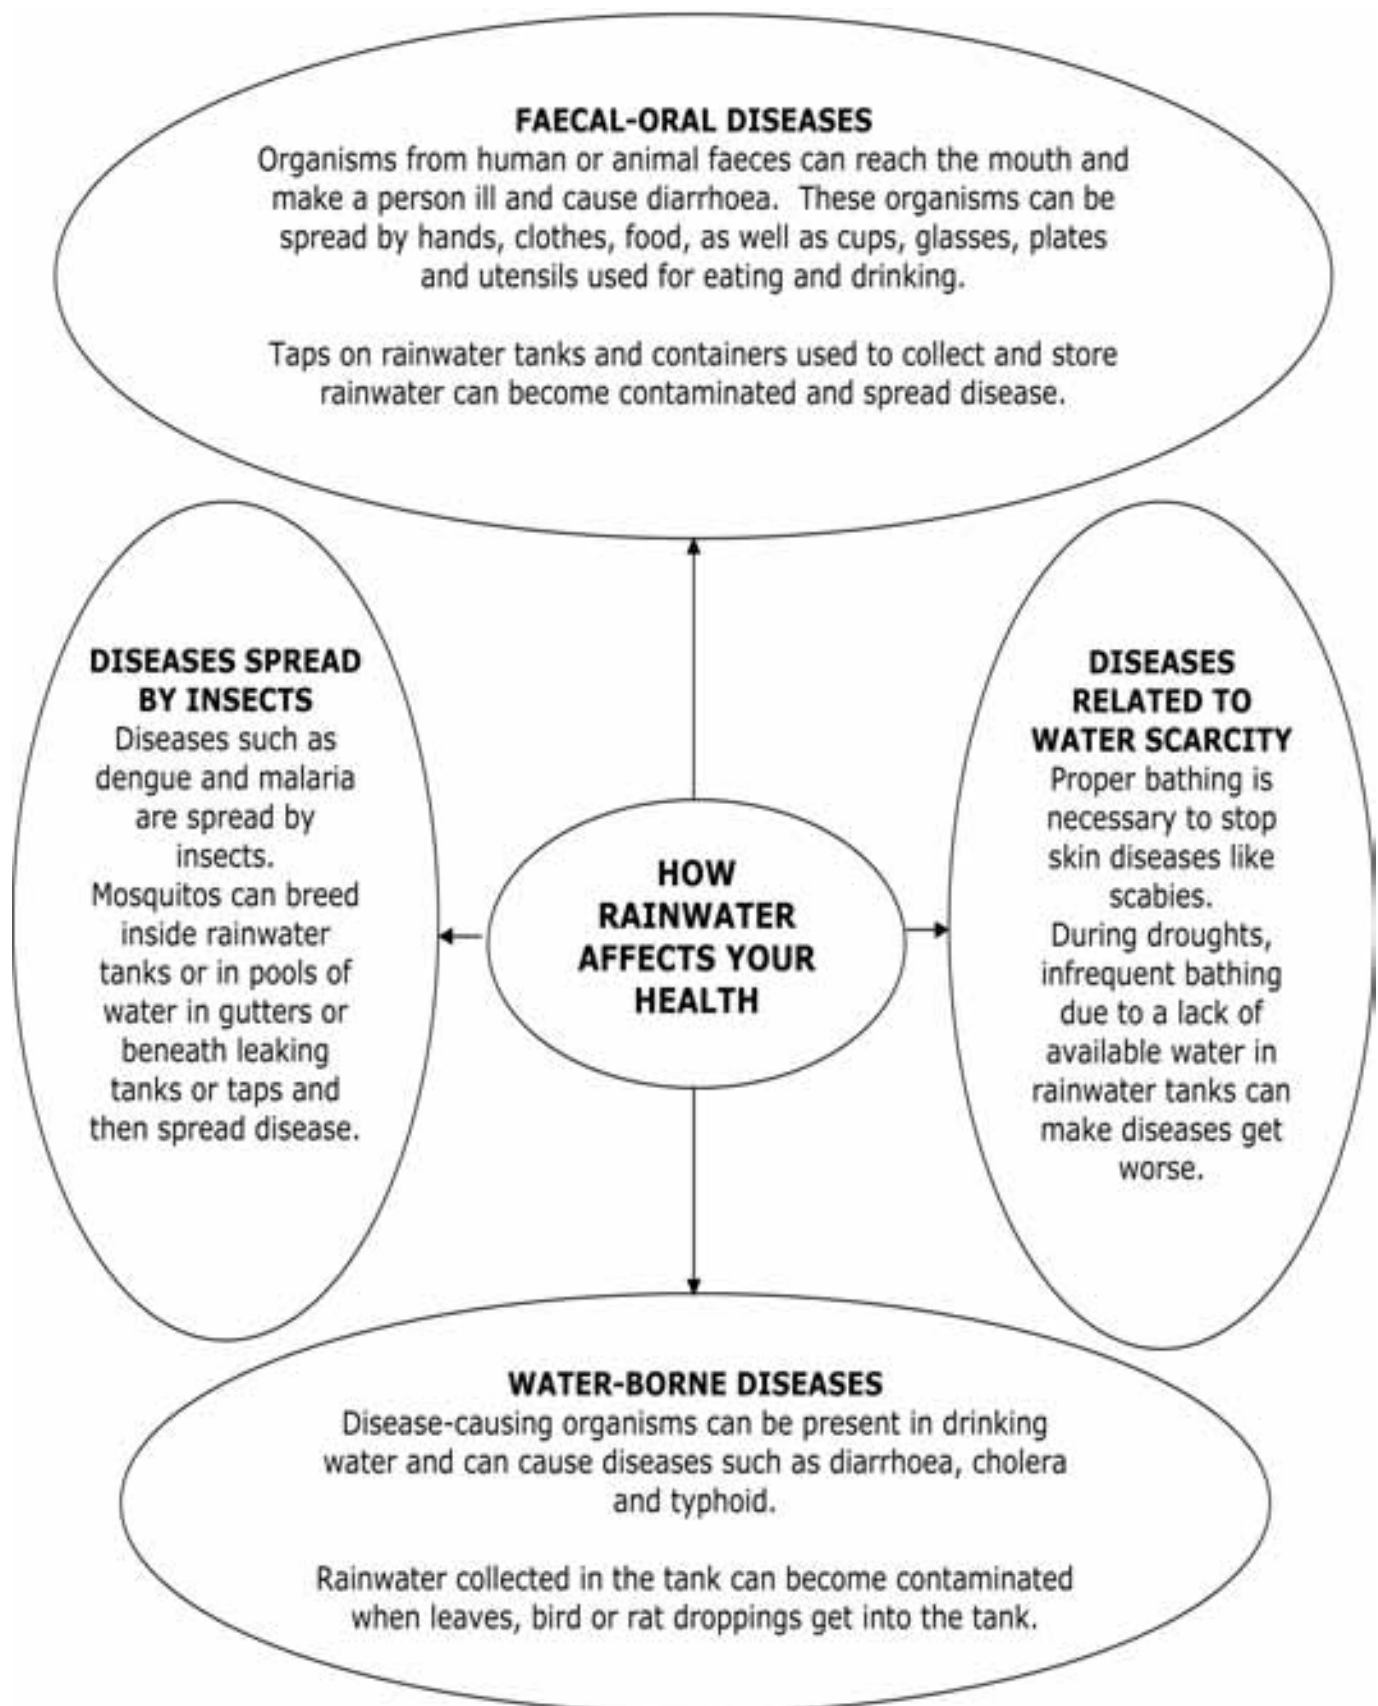 FAECAL-ORAL DISEASES
Organisms from human or animal faeces can reach the mouth and
make a person ill and cause diarrhoea.  These organisms can be
spread by hands, clothes, food, as well as cups, glasses, plates
and utensils used for eating and drinking.
Taps on rainwater tanks and containers used to collect and store
rainwater can become contaminated and spread disease.
DISEASES SPREAD
BY INSECTS
Diseases such as
dengue and malaria
are spread by
insects.
Mosquitos can breed
inside rainwater
tanks or in pools of
water in gutters or
beneath leaking
tanks or taps and
then spread disease.
HOW
RAINWATER
AFFECTS YOUR
HEALTH
DISEASES
RELATED TO
WATER SCARCITY
Proper bathing is
necessary to stop
skin diseases like
scabies.
During droughts,
infrequent bathing
due to a lack of
available water in
rainwater tanks can
make diseases get
worse.
WATER-BORNE DISEASES
Disease-causing organisms can be present in drinking
water and can cause diseases such as diarrhoea, cholera
and typhoid.
Rainwater collected in the tank can become contaminated
when leaves, bird or rat droppings get into the tank.